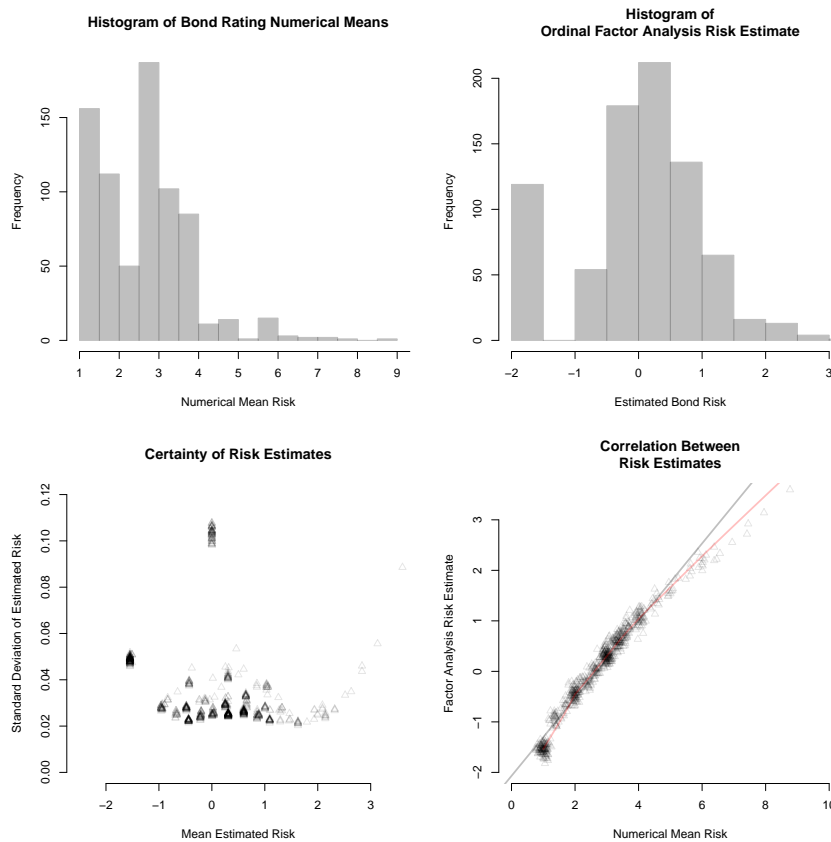 Histogram of Bond Rating Numerical Means
Frequency
0
50
100
150
1 2 3 4 5 6 7 8 9
Numerical Mean Risk
Histogram of
Ordinal Factor Analysis Risk Estimate
Frequency
0
50
100
150
200
−2 −1 0 1 2 3
Estimated Bond Risk
Certainty of Risk Estimates
Standard Deviation of Estimated Risk
0.00
0.02
0.04
0.06
0.08
0.10
0.12
−2 −1 0 1 2 3
Mean Estimated Risk
Correlation Between
Risk Estimates
Factor Analysis Risk Estimate
−2
−1
0
1
2
3
0 2 4 6 8 10
Numerical Mean Risk